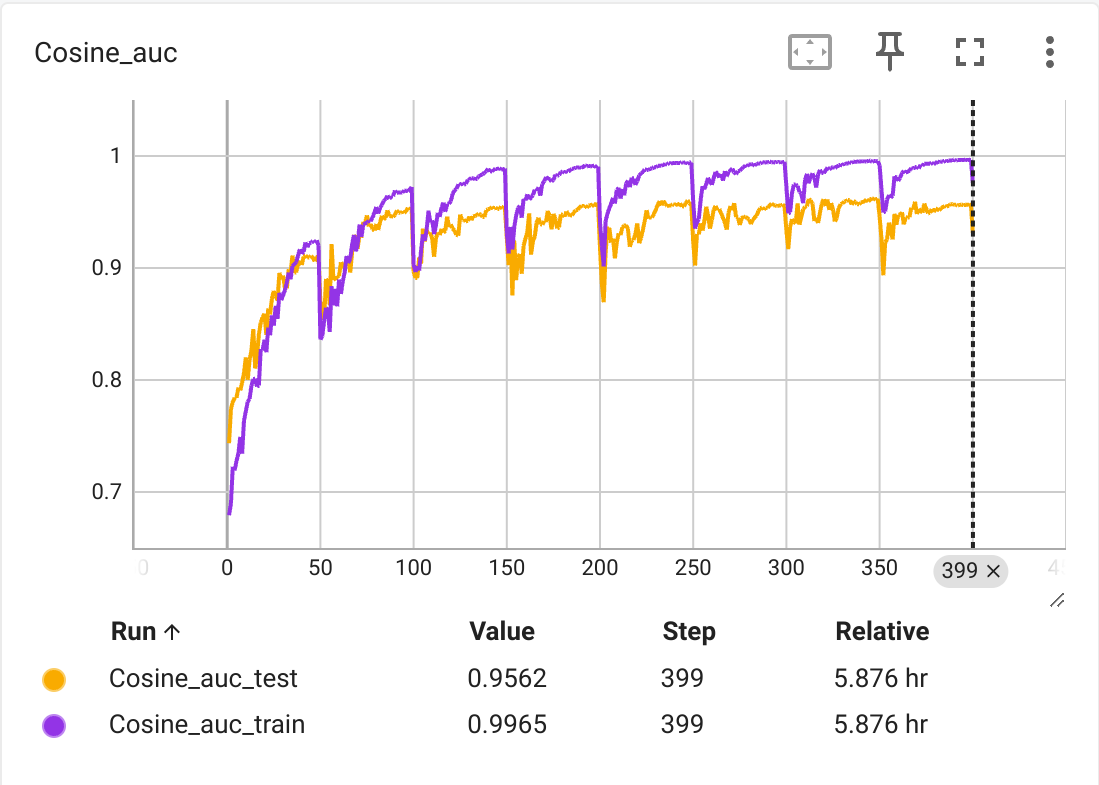 Cosine_auc
1
0.9
0.8
0.7
0 0 50 100 150 200 250 300 350 399 ×
Run ↑ Value Step Relative
Cosine_auc_test 0.9562 399 5.876 hr
Cosine_auc_train 0.9965 399 5.876 hr